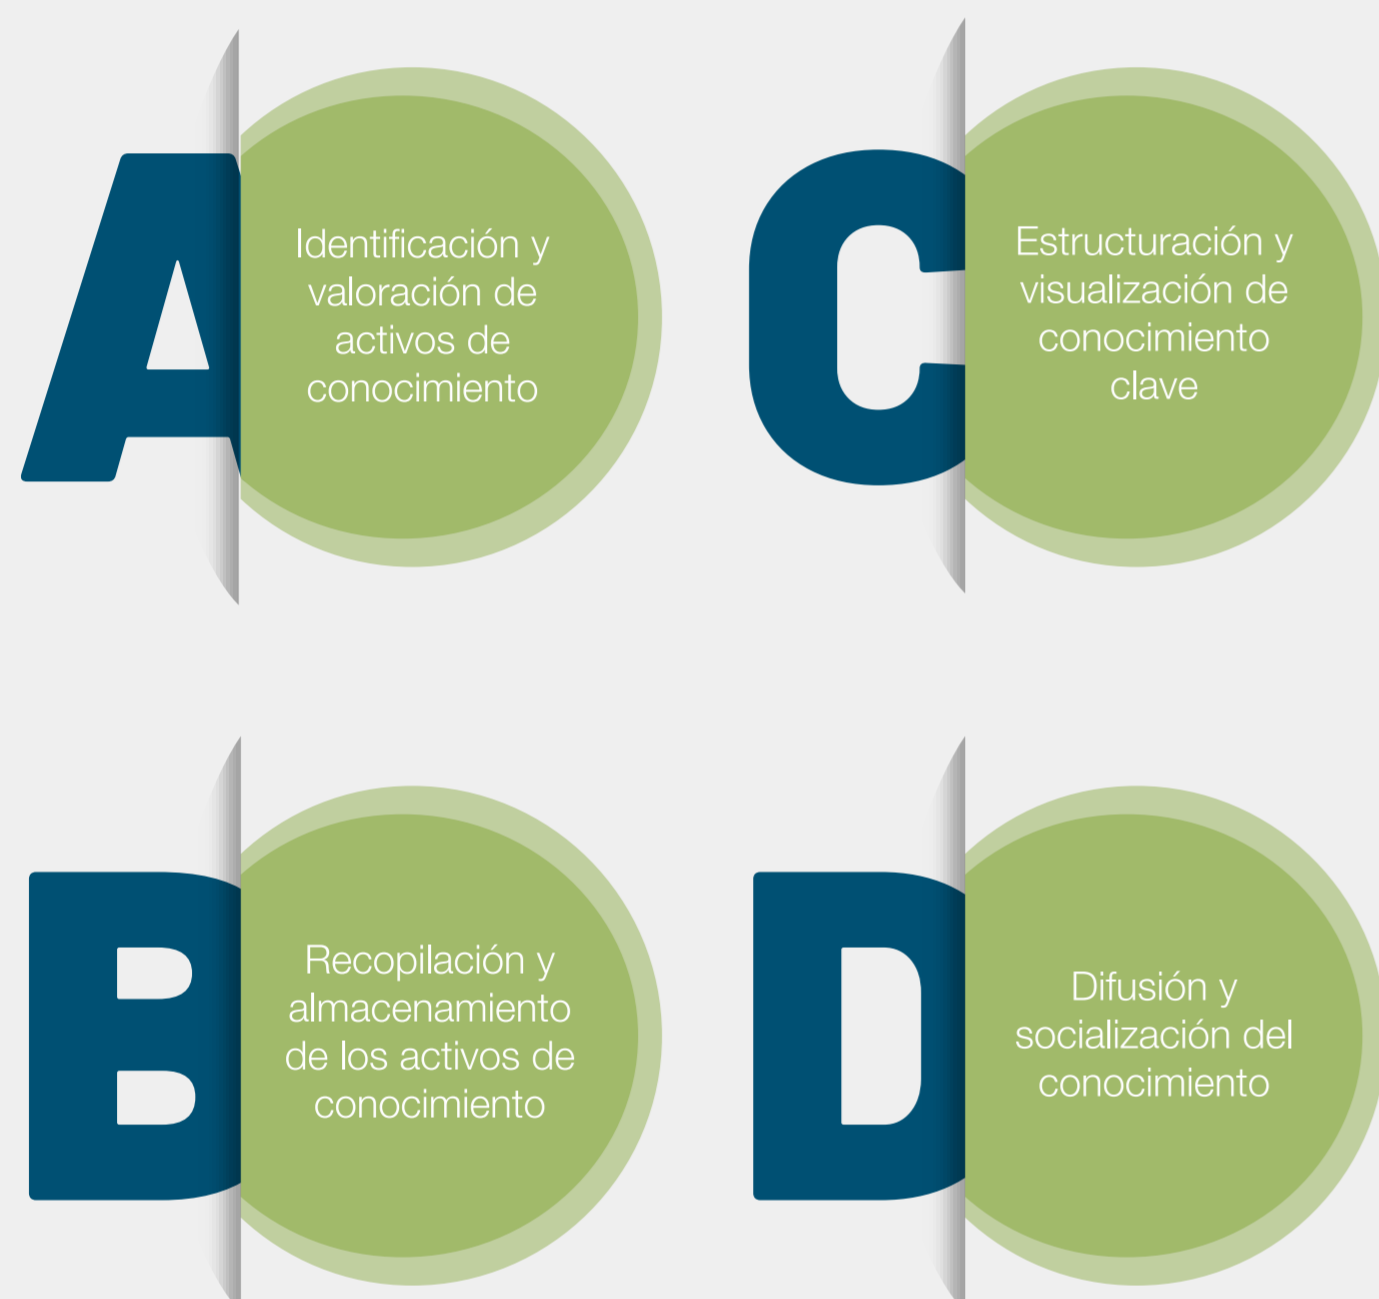 A
Identificación y
valoración de
activos de
conocimiento
B
Recopilación y
almacenamiento
de los activos de
conocimiento
C
Estructuración y
visualización de
conocimiento
clave
D
Difusión y
socialización del
conocimiento